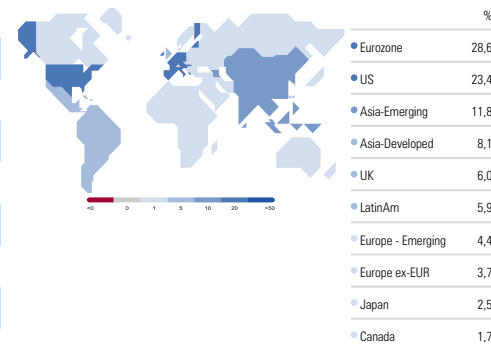 %
Eurozone 28,6
US 23,4
Asia-Emerging 11,8
Asia-Developed 8,1
UK 6,0
LatinAm 5,9
Europe - Emerging 4,4
Europe ex-EUR 3,7
Japan 2,5
Canada 1,7
<0 0 1 5 10 20 >50